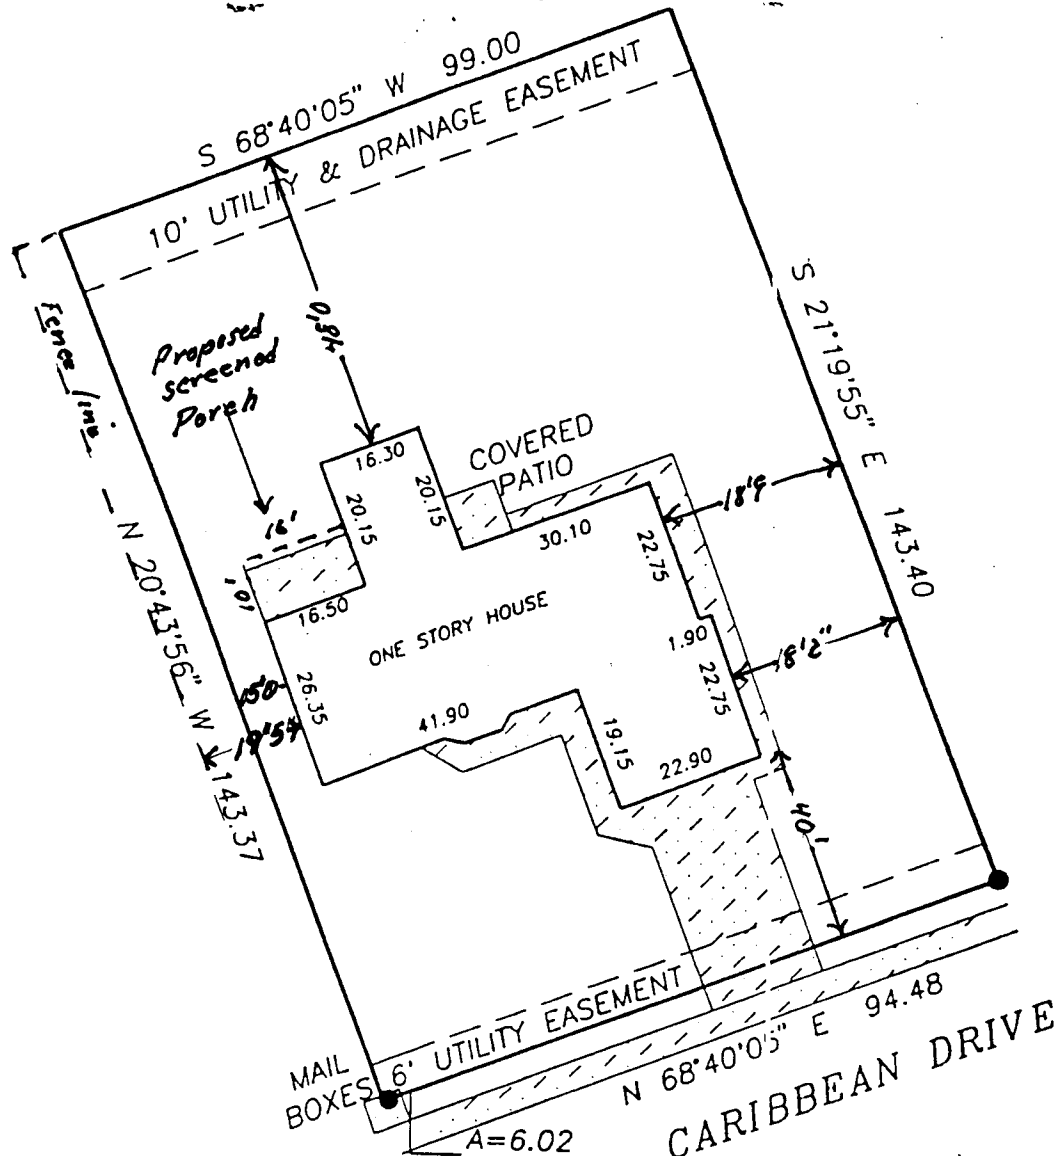 S 68°40'05" W 99.00
10' UTILITY & DRAINAGE EASEMENT
Fence line
Proposed
screened
Porch
S 21°19'55" E 143.40
COVERED
PATIO
16.30
20.15
20.15
16'
10'
16.50
30.10
22.75
18'9
ONE STORY HOUSE
1.90
18'2"
22.75
N 20°43'56" W 143.37
15'0
26.35
41.90
19.15
22.90
40'
6' UTILITY EASEMENT
MAIL
BOXES
N 68°40'05" E 94.48
CARIBBEAN DRIVE
A=6.02